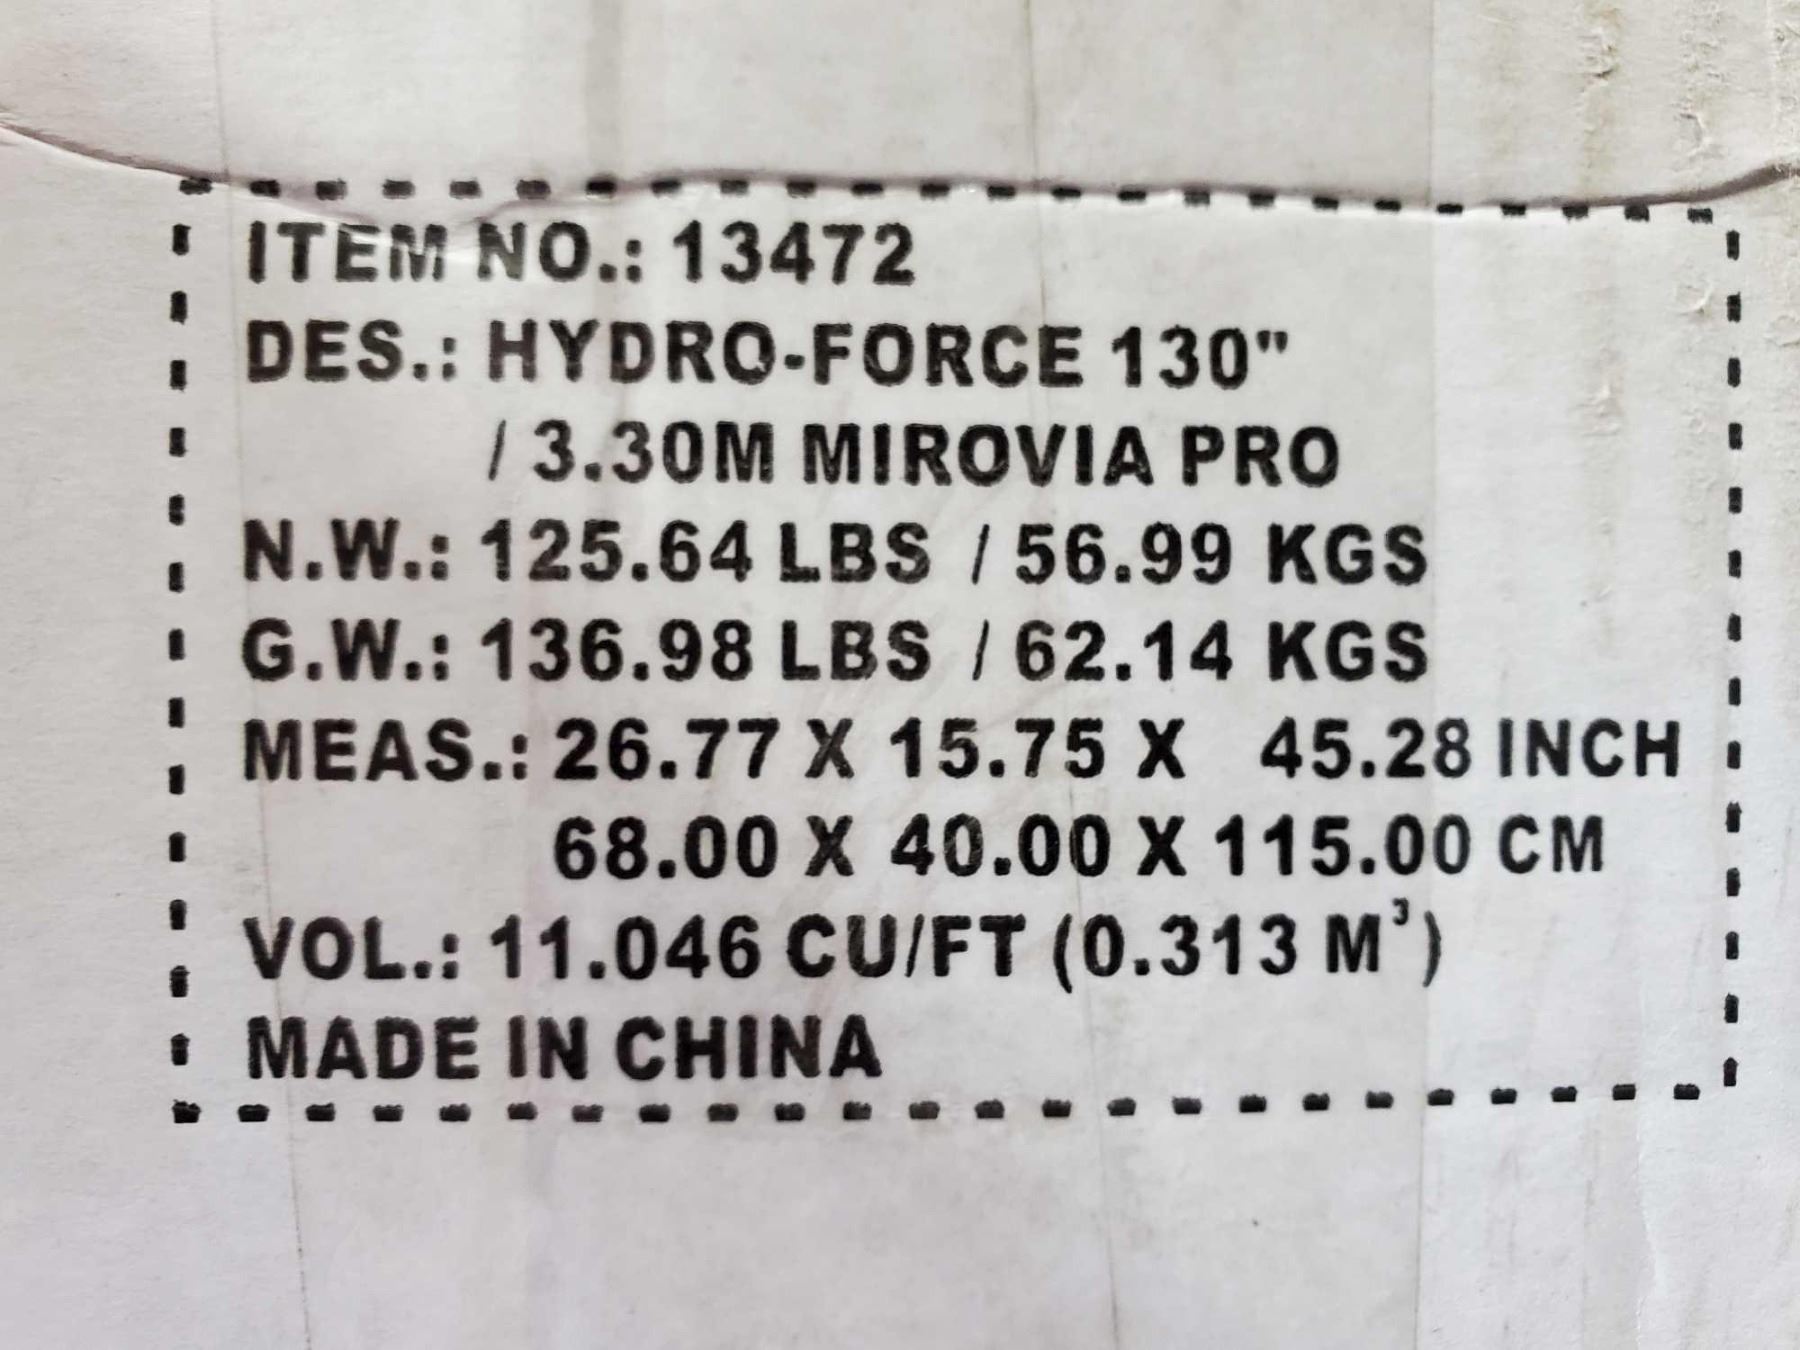 ITEM NO.: 13472
DES.: HYDRO-FORCE 130"
/ 3.30M MIROVIA PRO
N.W.: 125.64 LBS / 56.99 KGS
G.W.: 136.98 LBS / 62.14 KGS
MEAS.: 26.77 X 15.75 X 45.28 INCH
68.00 X 40.00 X 115.00 CM
VOL.: 11.046 CU/FT (0.313 M³)
MADE IN CHINA